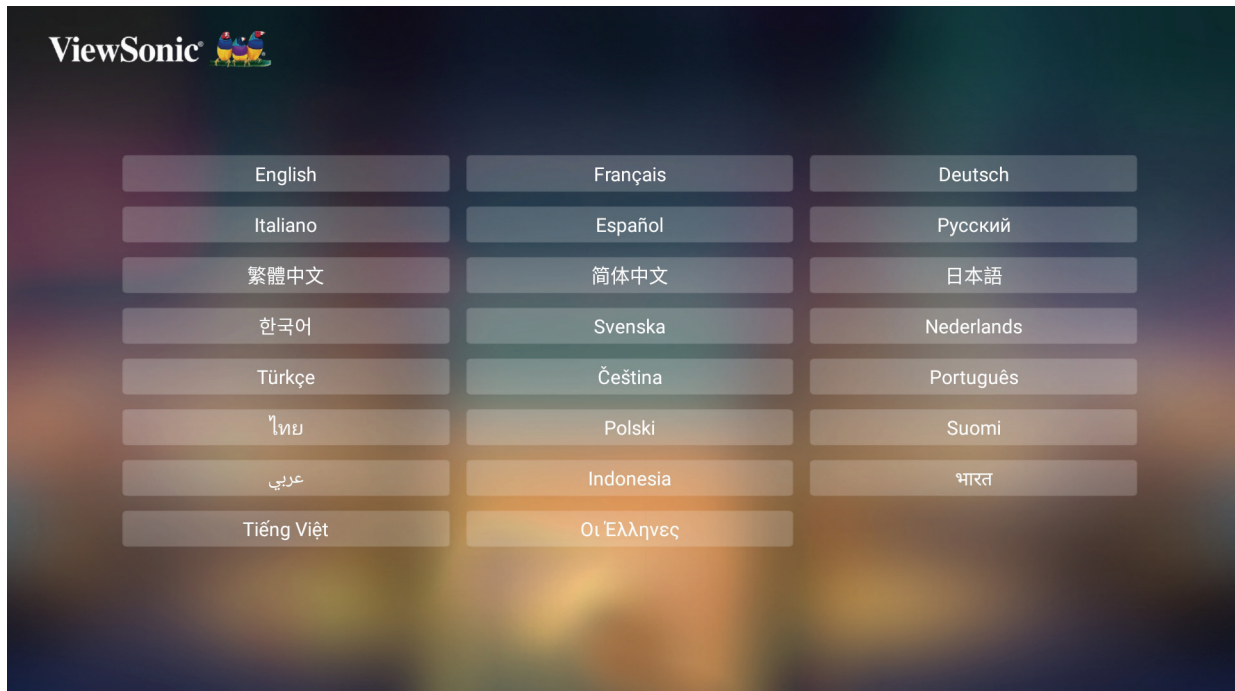 ViewSonic®
English Français Deutsch
Italiano Español Русский
繁體中文 简体中文 日本語
한국어 Svenska Nederlands
Türkçe Čeština Português
ไทย Polski Suomi
عربي Indonesia भारत
Tiếng Việt Οι Έλληνες